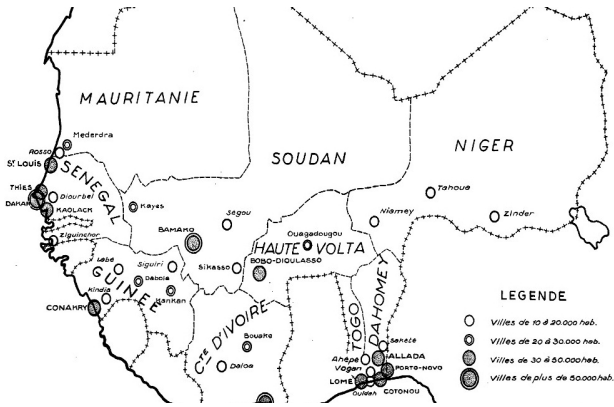 MAURITANIE
Mederdra
ROSSO
ST LOUIS
SENEGAL
THIES
Diourbel
DAKAR
KAOLACK
Ziguinchor
Kayes
SOUDAN
NIGER
Tahoua
Zinder
Niamey
Ségou
BAMAKO
Ouagadougou
HAUTE VOLTA
BOBO-DIOULASSO
Sikasso
Labé
Siguiri
GUINEE
Dabola
Kankan
Kindia
CONAKRY
Cte D'IVOIRE
Bouake
Daloa
TOGO
DAHOMEY
Sakété
Ahépé
ALLADA
Vogan
PORTO-NOVO
LOMÉ
Ouidah
COTONOU
LEGENDE
Villes de 10 à 20.000 hab.
Villes de 20 à 30.000 hab.
Villes de 30 à 50.000 hab.
Villes de plus de 50.000 hab.